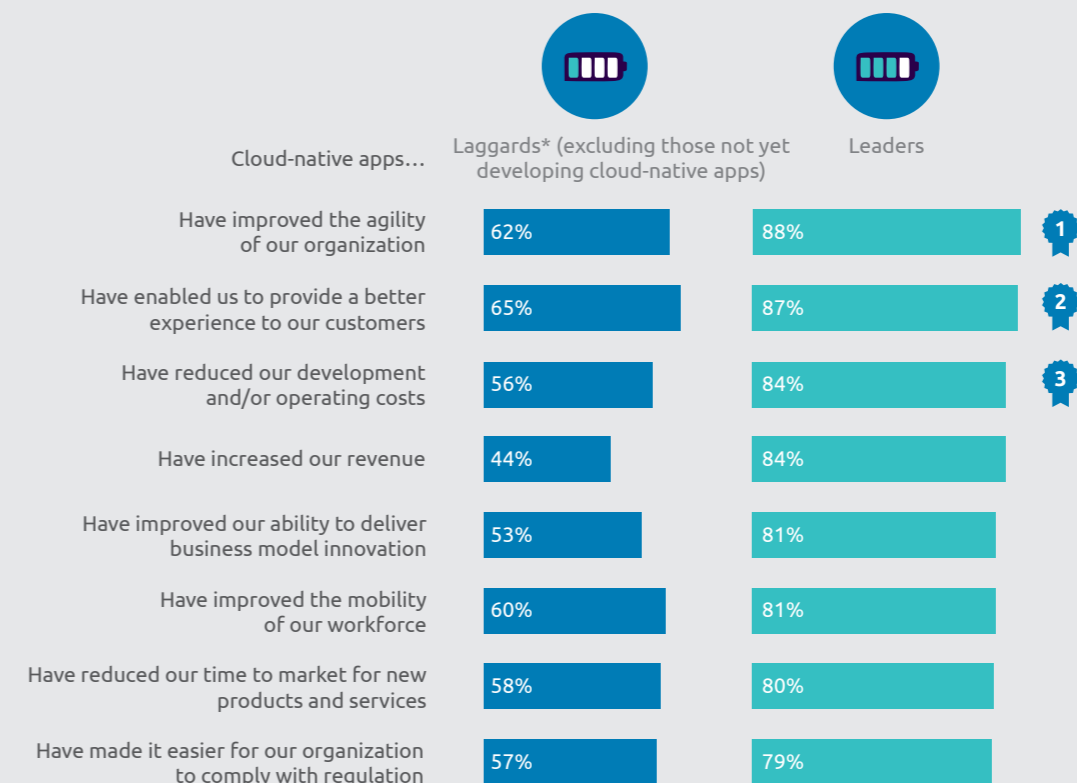 Cloud-native apps…
Laggards* (excluding those not yet
developing cloud-native apps)
Leaders
Have improved the agility
of our organization
62%
88%
1
Have enabled us to provide a better
experience to our customers
65%
87%
2
Have reduced our development
and/or operating costs
56%
84%
3
Have increased our revenue
44%
84%
Have improved our ability to deliver
business model innovation
53%
81%
Have improved the mobility
of our workforce
60%
81%
Have reduced our time to market for new
products and services
58%
80%
Have made it easier for our organization
to comply with regulation
57%
79%